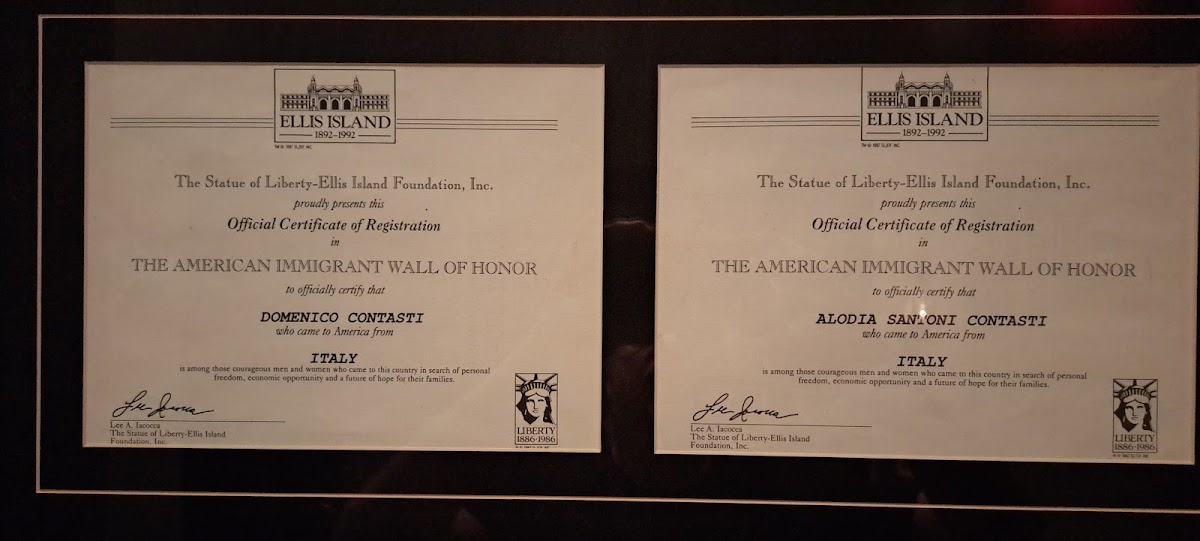 ELLIS ISLAND
1892-1992
The Statue of Liberty-Ellis Island Foundation, Inc.
proudly presents this
Official Certificate of Registration
in
THE AMERICAN IMMIGRANT WALL OF HONOR
to officially certify that
DOMENICO CONTASTI
who came to America from
ITALY
is among those courageous men and women who came to this country in search of personal
freedom, economic opportunity and a future of hope for their families.
Lee A. Iacocca
The Statue of Liberty-Ellis Island
Foundation, Inc.
LIBERTY
1886-1986
ELLIS ISLAND
1892-1992
The Statue of Liberty-Ellis Island Foundation, Inc.
proudly presents this
Official Certificate of Registration
in
THE AMERICAN IMMIGRANT WALL OF HONOR
to officially certify that
ALODIA SANTONI CONTASTI
who came to America from
ITALY
is among those courageous men and women who came to this country in search of personal
freedom, economic opportunity and a future of hope for their families.
Lee A. Iacocca
The Statue of Liberty-Ellis Island
Foundation, Inc.
LIBERTY
1886-1986